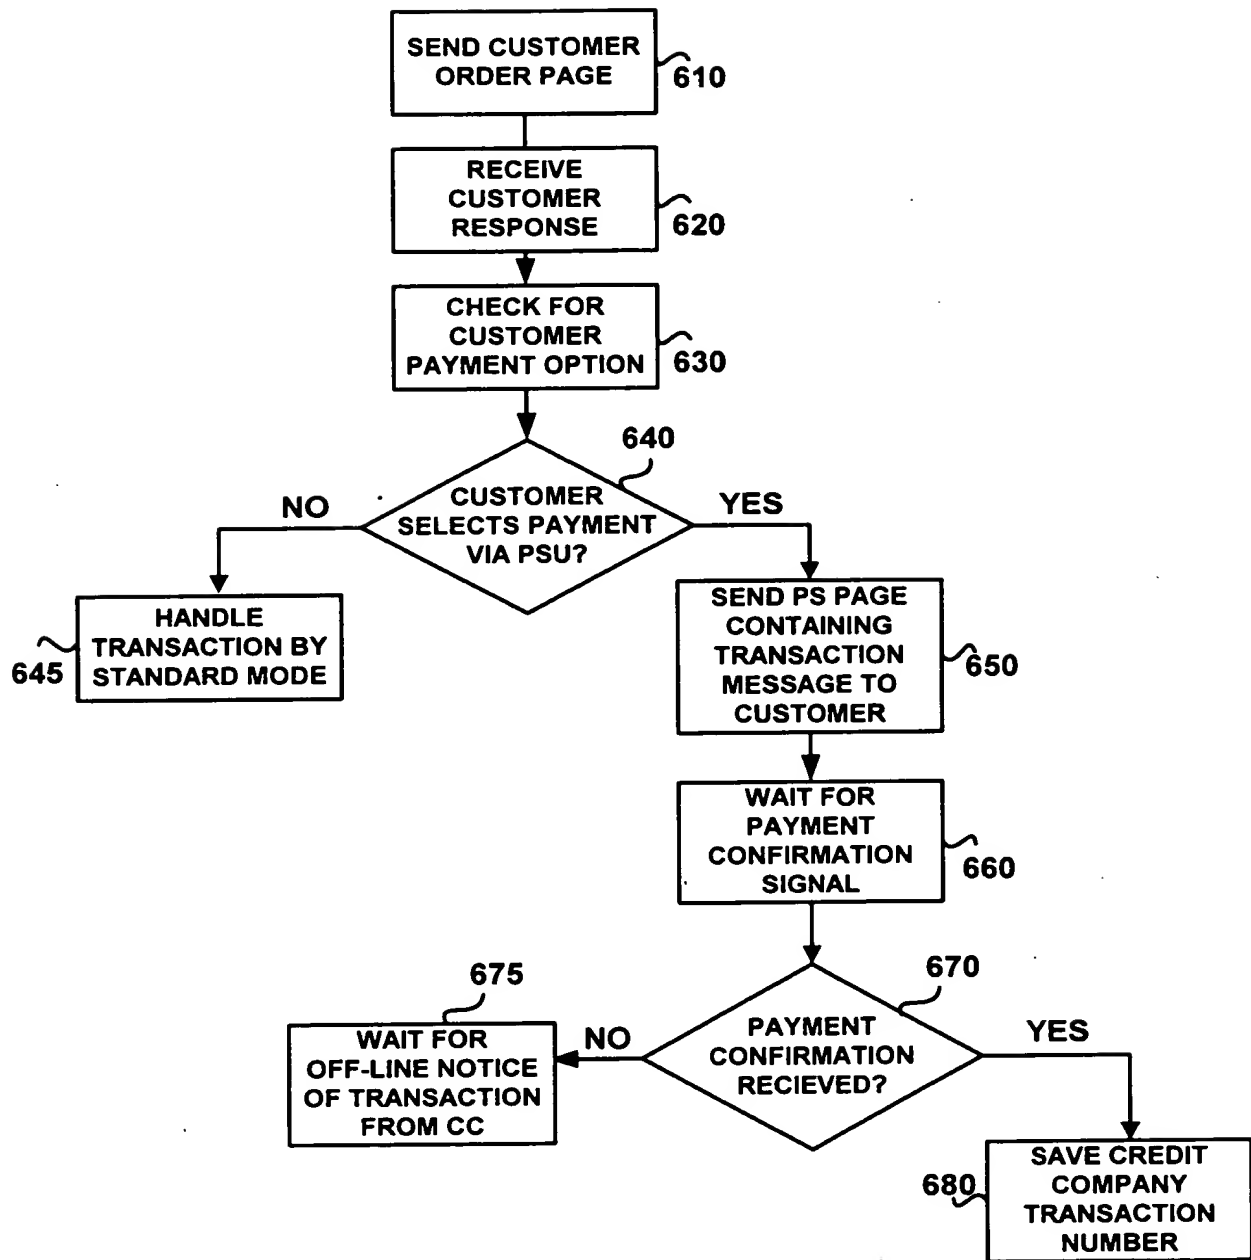 SEND CUSTOMER
ORDER PAGE
610
RECEIVE
CUSTOMER
RESPONSE
620
CHECK FOR
CUSTOMER
PAYMENT OPTION
630
640
CUSTOMER
SELECTS PAYMENT
VIA PSU?
NO
YES
HANDLE
TRANSACTION BY
STANDARD MODE
645
SEND PS PAGE
CONTAINING
TRANSACTION
MESSAGE TO
CUSTOMER
650
WAIT FOR
PAYMENT
CONFIRMATION
SIGNAL
660
670
PAYMENT
CONFIRMATION
RECIEVED?
NO
YES
675
WAIT FOR
OFF-LINE NOTICE
OF TRANSACTION
FROM CC
SAVE CREDIT
COMPANY
TRANSACTION
NUMBER
680